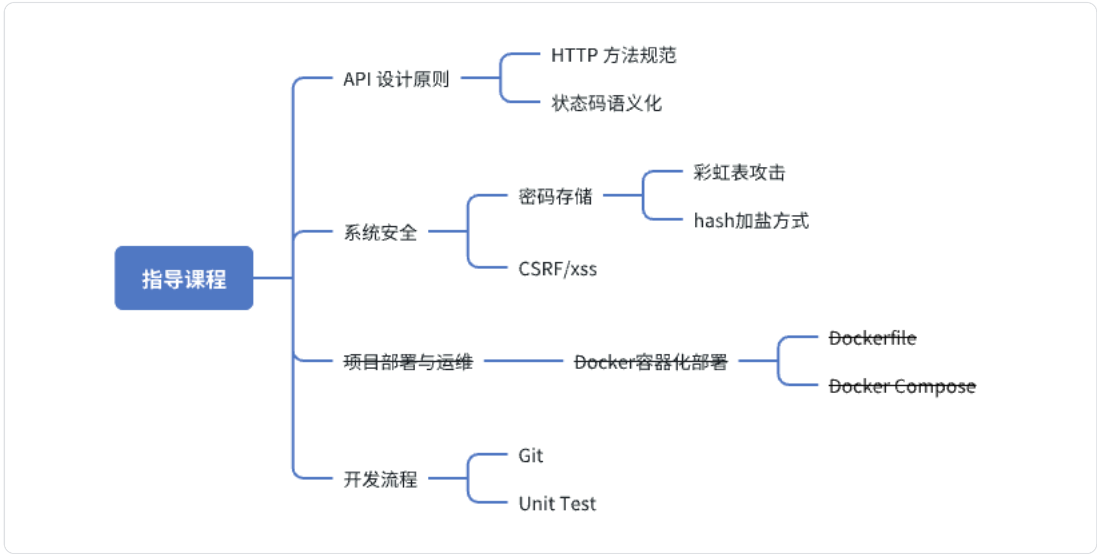 指导课程
API 设计原则
HTTP 方法规范
状态码语义化
系统安全
密码存储
彩虹表攻击
hash加盐方式
CSRF/xss
项目部署与运维
Docker容器化部署
Dockerfile
Docker Compose
开发流程
Git
Unit Test